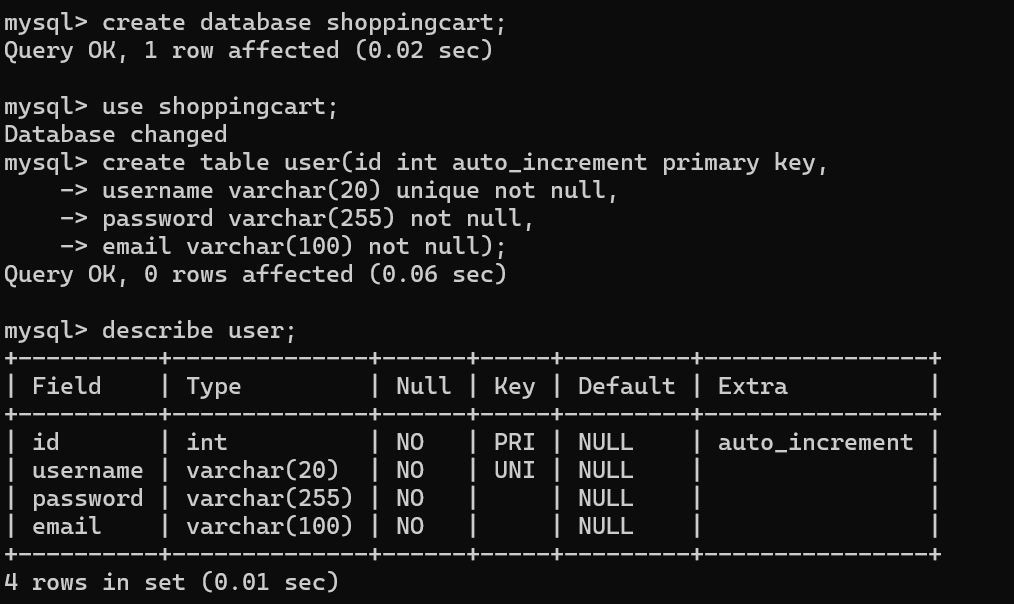 mysql> create database shoppingcart;
Query OK, 1 row affected (0.02 sec)

mysql> use shoppingcart;
Database changed
mysql> create table user(id int auto_increment primary key,
    -> username varchar(20) unique not null,
    -> password varchar(255) not null,
    -> email varchar(100) not null);
Query OK, 0 rows affected (0.06 sec)

mysql> describe user;
+----------+--------------+------+-----+---------+----------------+
| Field    | Type         | Null | Key | Default | Extra          |
+----------+--------------+------+-----+---------+----------------+
| id       | int          | NO   | PRI | NULL    | auto_increment |
| username | varchar(20)  | NO   | UNI | NULL    |                |
| password | varchar(255) | NO   |     | NULL    |                |
| email    | varchar(100) | NO   |     | NULL    |                |
+----------+--------------+------+-----+---------+----------------+
4 rows in set (0.01 sec)